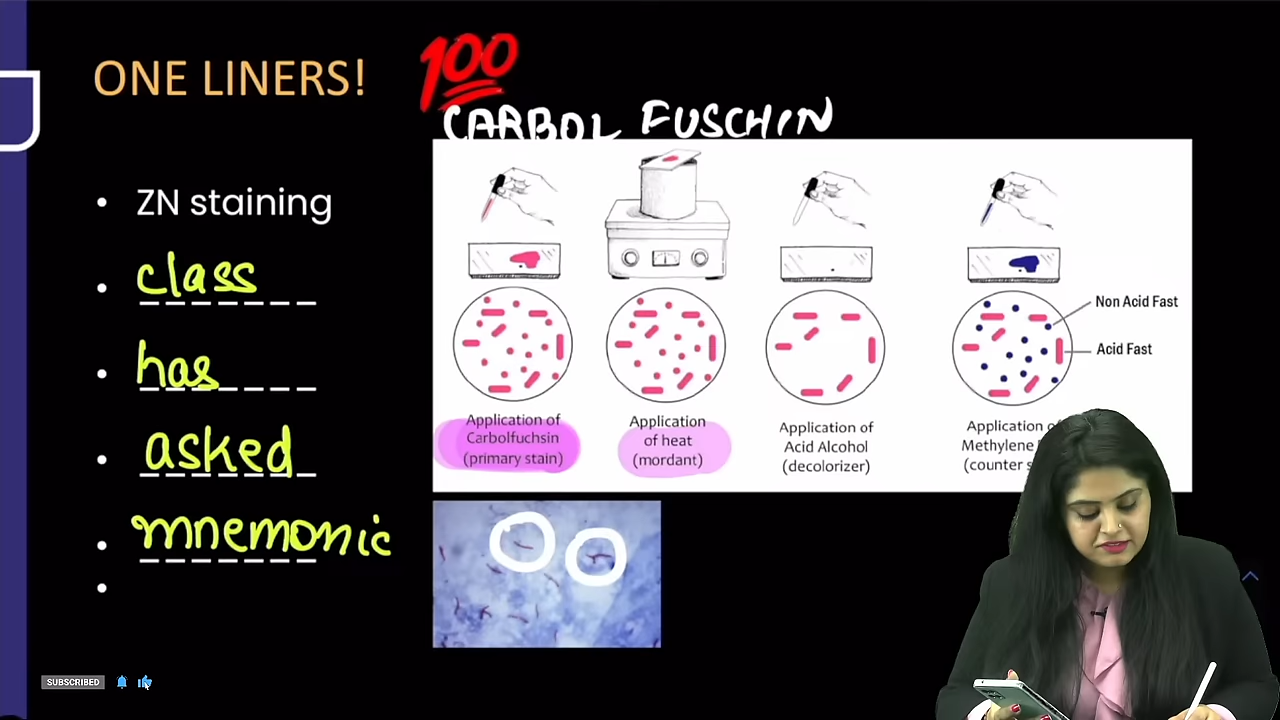 ONE LINERS!
100
CARBOL FUSCHIN
• ZN staining
• class
• has
• asked
• mnemonic
•
Non Acid Fast
Acid Fast
Application of
Carbolfuchsin
(primary stain)
Application
of heat
(mordant)
Application of
Acid Alcohol
(decolorizer)
Application of
Methylene
(counter s
SUBSCRIBED